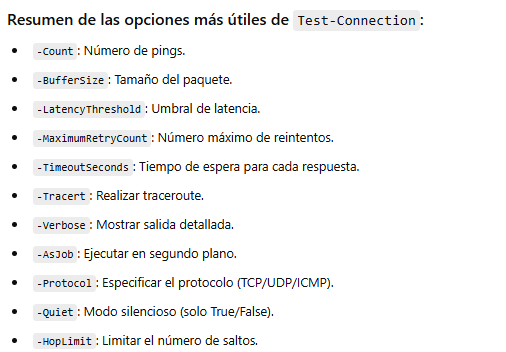 Resumen de las opciones más útiles de Test-Connection:
• -Count: Número de pings.
• -BufferSize: Tamaño del paquete.
• -LatencyThreshold: Umbral de latencia.
• -MaximumRetryCount: Número máximo de reintentos.
• -TimeoutSeconds: Tiempo de espera para cada respuesta.
• -Tracert: Realizar traceroute.
• -Verbose: Mostrar salida detallada.
• -AsJob: Ejecutar en segundo plano.
• -Protocol: Especificar el protocolo (TCP/UDP/ICMP).
• -Quiet: Modo silencioso (solo True/False).
• -HopLimit: Limitar el número de saltos.